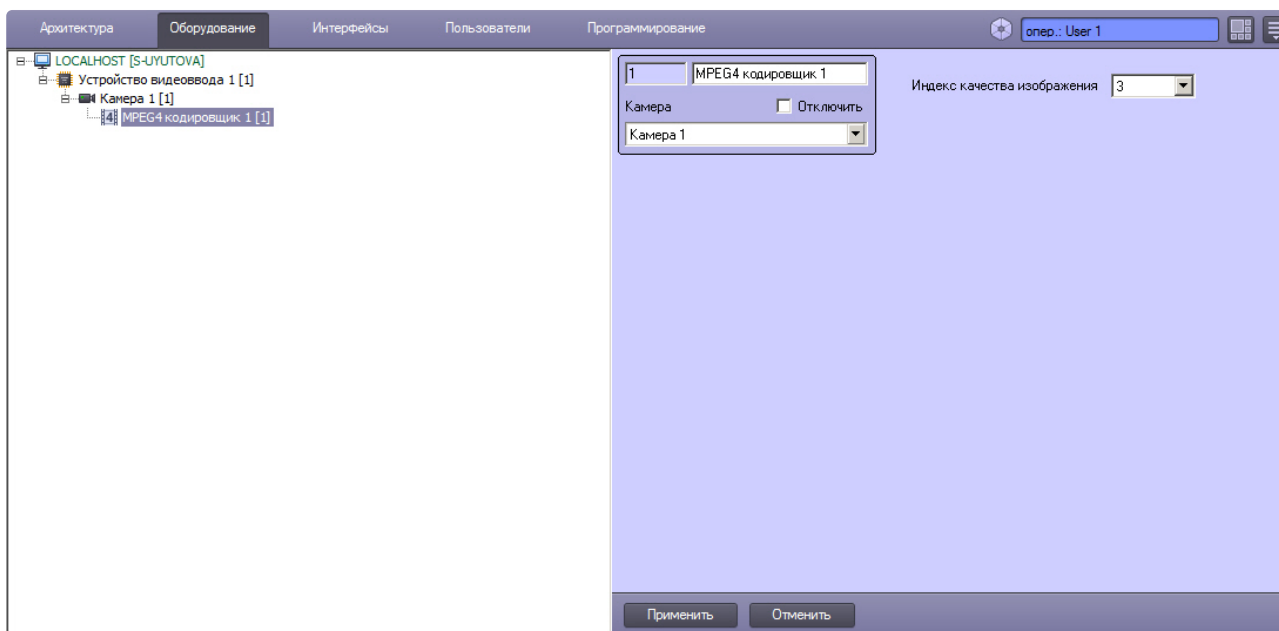 Архитектура Оборудование Интерфейсы Пользователи Программирование опер.: User 1
LOCALHOST [S-UYUTOVA]
Устройство видеоввода 1 [1]
Камера 1 [1]
4 MPEG4 кодировщик 1 [1]
1 MPEG4 кодировщик 1
Камера Отключить
Камера 1
Индекс качества изображения 3
Применить Отменить